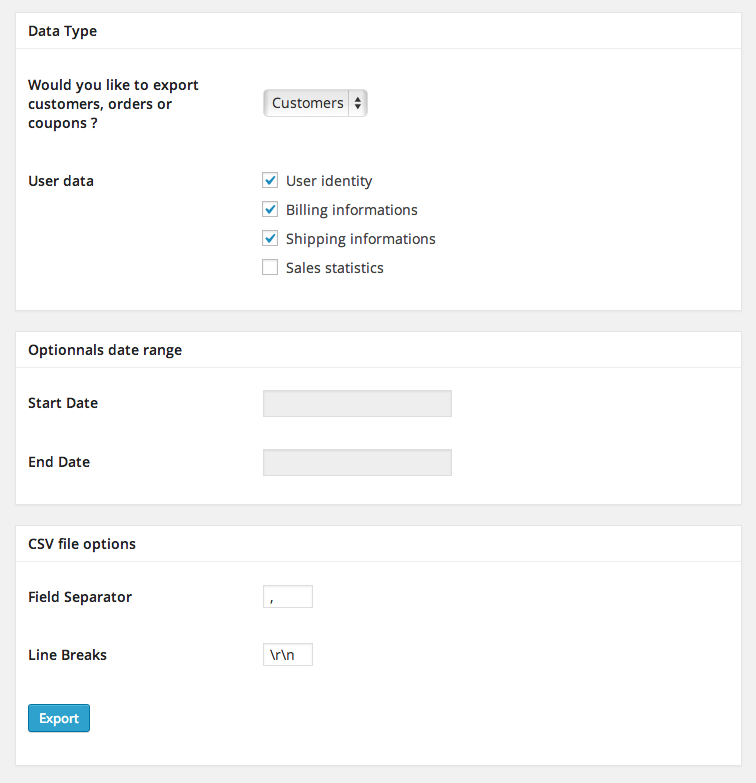 Data Type
Would you like to export
customers, orders or
coupons ?
Customers
User data
User identity
Billing informations
Shipping informations
Sales statistics
Optionnals date range
Start Date
End Date
CSV file options
Field Separator
,
Line Breaks
\r\n
Export